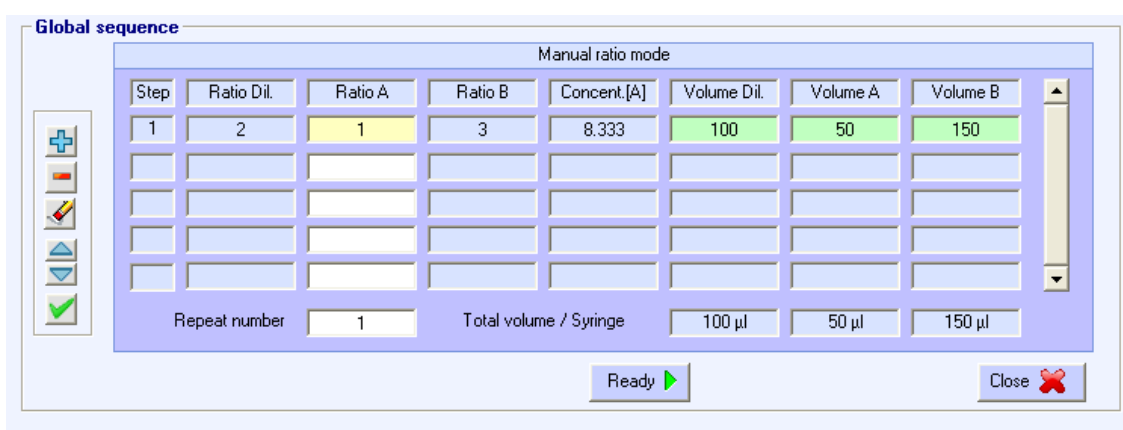 Global sequence
Manual ratio mode
Step Ratio Dil. Ratio A Ratio B Concent.[A] Volume Dil. Volume A Volume B
1 2 1 3 8.333 100 50 150
Repeat number 1 Total volume / Syringe 100 µl 50 µl 150 µl
Ready Close